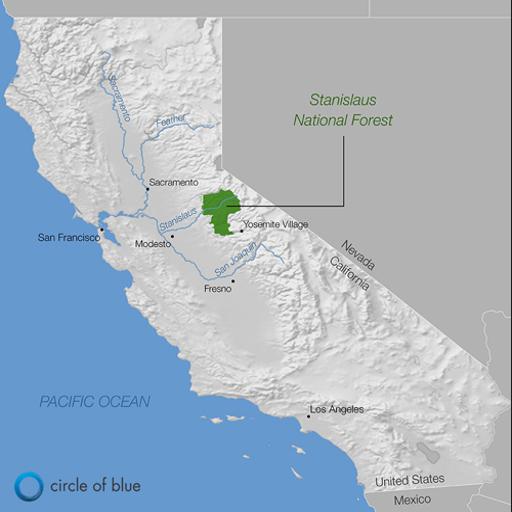 Stanislaus
National Forest
Sacramento
Feather
Sacramento
Stanislaus
San Francisco
Modesto
Yosemite Village
San Joaquin
Fresno
Nevada
California
PACIFIC OCEAN
Los Angeles
United States
Mexico
circle of blue